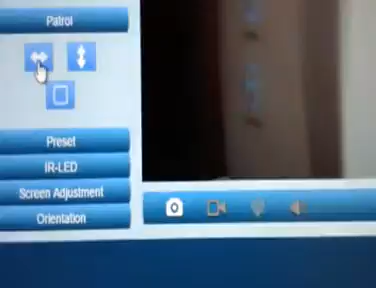 Patrol
Preset
IR-LED
Screen Adjustment
Orientation